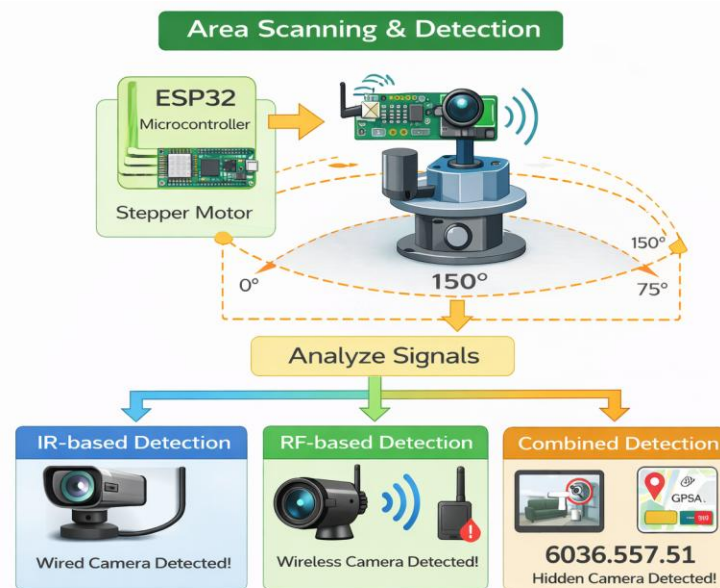 Area Scanning & Detection
ESP32
Microcontroller
Stepper Motor
0°
150°
150°
75°
Analyze Signals
IR-based Detection
Wired Camera Detected!
RF-based Detection
!
Wireless Camera Detected!
Combined Detection
GPSA.
6036.557.51
Hidden Camera Detected!